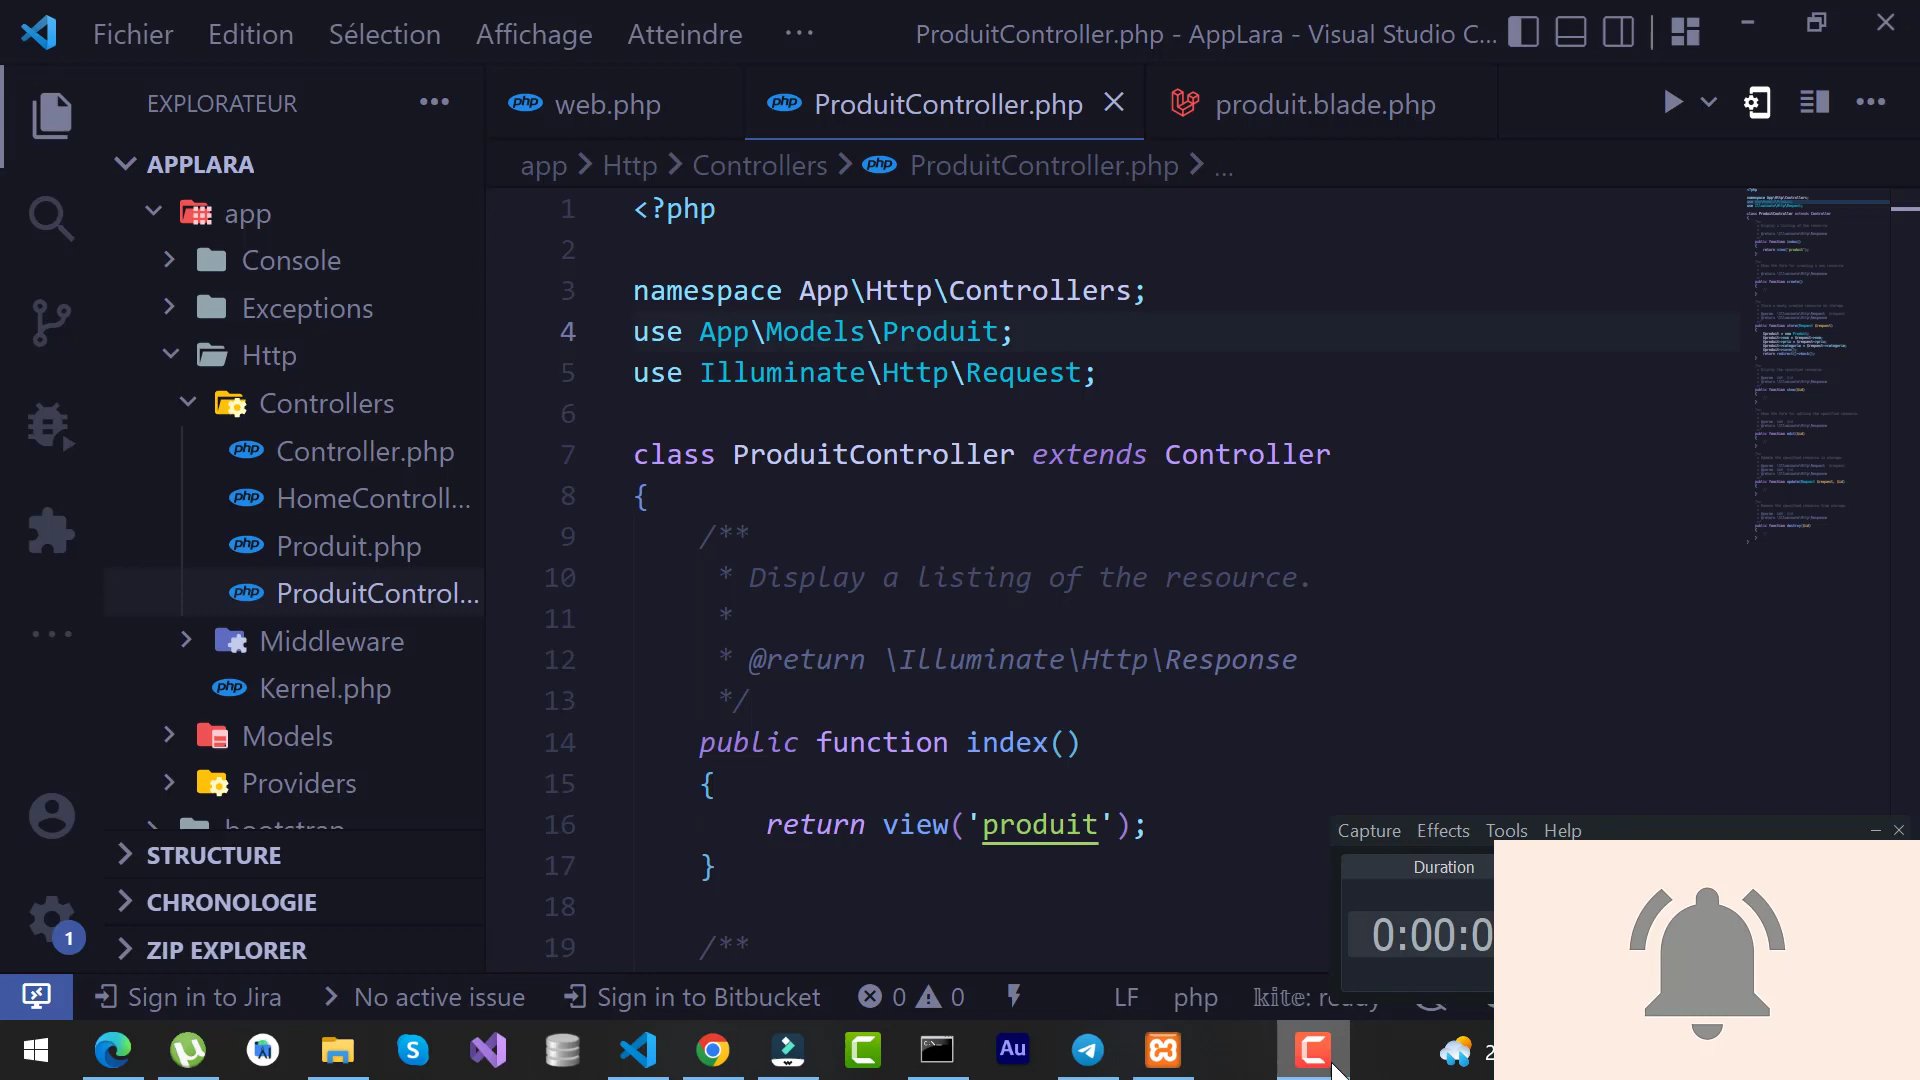 Fichier Edition Sélection Affichage Atteindre ··· ProduitController.php - AppLara - Visual Studio C...
EXPLORATEUR
web.php ProduitController.php produit.blade.php
APPLARA
app > Http > Controllers > ProduitController.php > ...
app
Console
Exceptions
Http
Controllers
Controller.php
HomeControll...
Produit.php
ProduitControl...
Middleware
Kernel.php
Models
Providers
STRUCTURE
CHRONOLOGIE
ZIP EXPLORER
1
1 <?php
2
3 namespace App\Http\Controllers;
4 use App\Models\Produit;
5 use Illuminate\Http\Request;
6
7 class ProduitController extends Controller
8 {
9 /**
10 * Display a listing of the resource.
11 *
12 * @return \Illuminate\Http\Response
13 */
14 public function index()
15 {
16 return view('produit');
17 }
18
19 /**
Capture Effects Tools Help
Duration
0:00:0
Sign in to Jira No active issue Sign in to Bitbucket 0 0 LF php kite:
Au